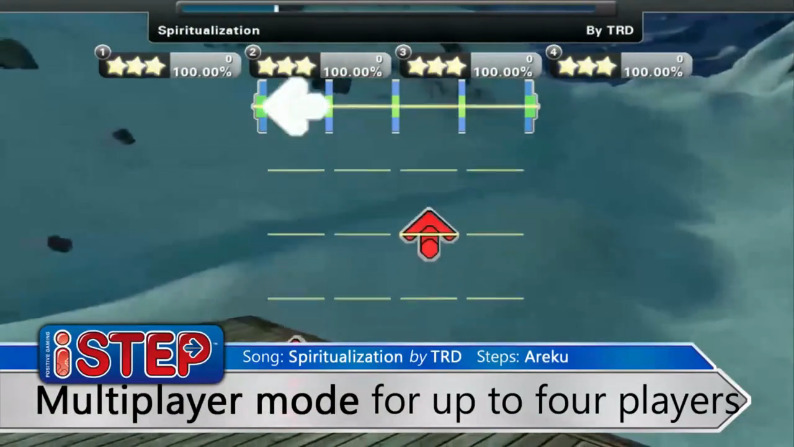 Spiritualization By TRD
1 0 2 0 3 0 4 0
100.00% 100.00% 100.00% 100.00%
POSITIVE GAMING
iSTEP
Song: Spiritualization by TRD Steps: Areku
Multiplayer mode for up to four players